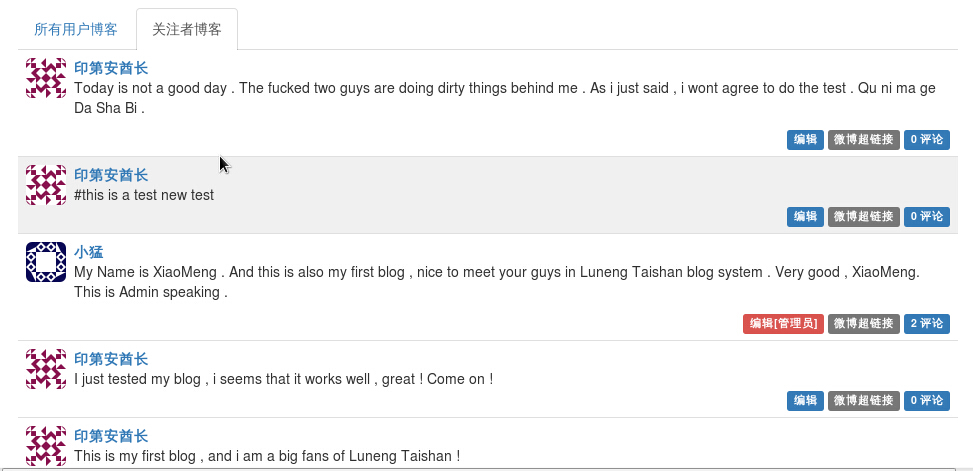 所有用户博客 关注者博客
印第安酋长
Today is not a good day . The fucked two guys are doing dirty things behind me . As i just said , i wont agree to do the test . Qu ni ma ge
Da Sha Bi .
编辑 微博超链接 0 评论
印第安酋长
#this is a test new test
编辑 微博超链接 0 评论
小猛
My Name is XiaoMeng . And this is also my first blog , nice to meet your guys in Luneng Taishan blog system . Very good , XiaoMeng.
This is Admin speaking .
编辑[管理员] 微博超链接 2 评论
印第安酋长
I just tested my blog , i seems that it works well , great ! Come on !
编辑 微博超链接 0 评论
印第安酋长
This is my first blog , and i am a big fans of Luneng Taishan !